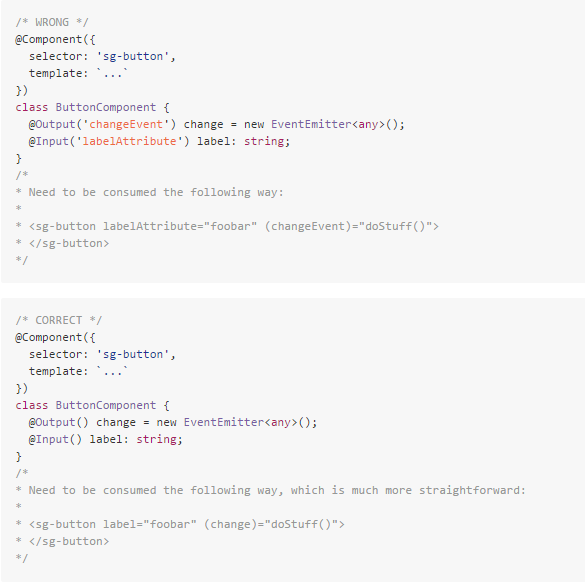 /* WRONG */
@Component({
  selector: 'sg-button',
  template: `...`
})
class ButtonComponent {
  @Output('changeEvent') change = new EventEmitter<any>();
  @Input('labelAttribute') label: string;
}
/*
* Need to be consumed the following way:
*
* <sg-button labelAttribute="foobar" (changeEvent)="doStuff()">
* </sg-button>
*/
/* CORRECT */
@Component({
  selector: 'sg-button',
  template: `...`
})
class ButtonComponent {
  @Output() change = new EventEmitter<any>();
  @Input() label: string;
}
/*
* Need to be consumed the following way, which is much more straightforward:
*
* <sg-button label="foobar" (change)="doStuff()">
* </sg-button>
*/